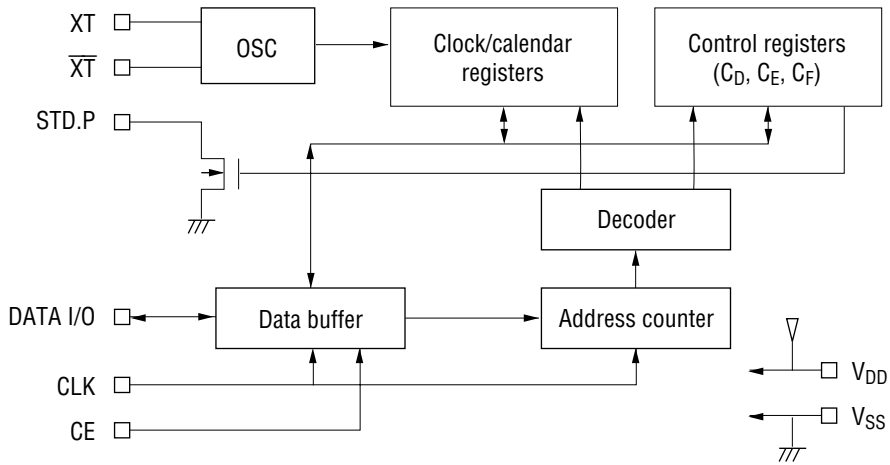 XT
X̅T̅
OSC
Clock/calendar
registers
Control registers
(C_D, C_E, C_F)
STD.P
Decoder
DATA I/O
Data buffer
Address counter
CLK
CE
V_DD
V_SS